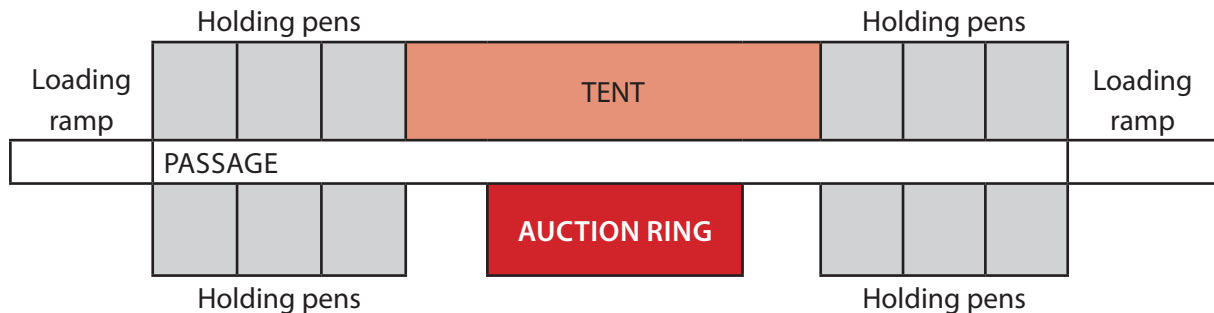 Holding pens
Holding pens
Loading
ramp
TENT
Loading
ramp
PASSAGE
AUCTION RING
Holding pens
Holding pens